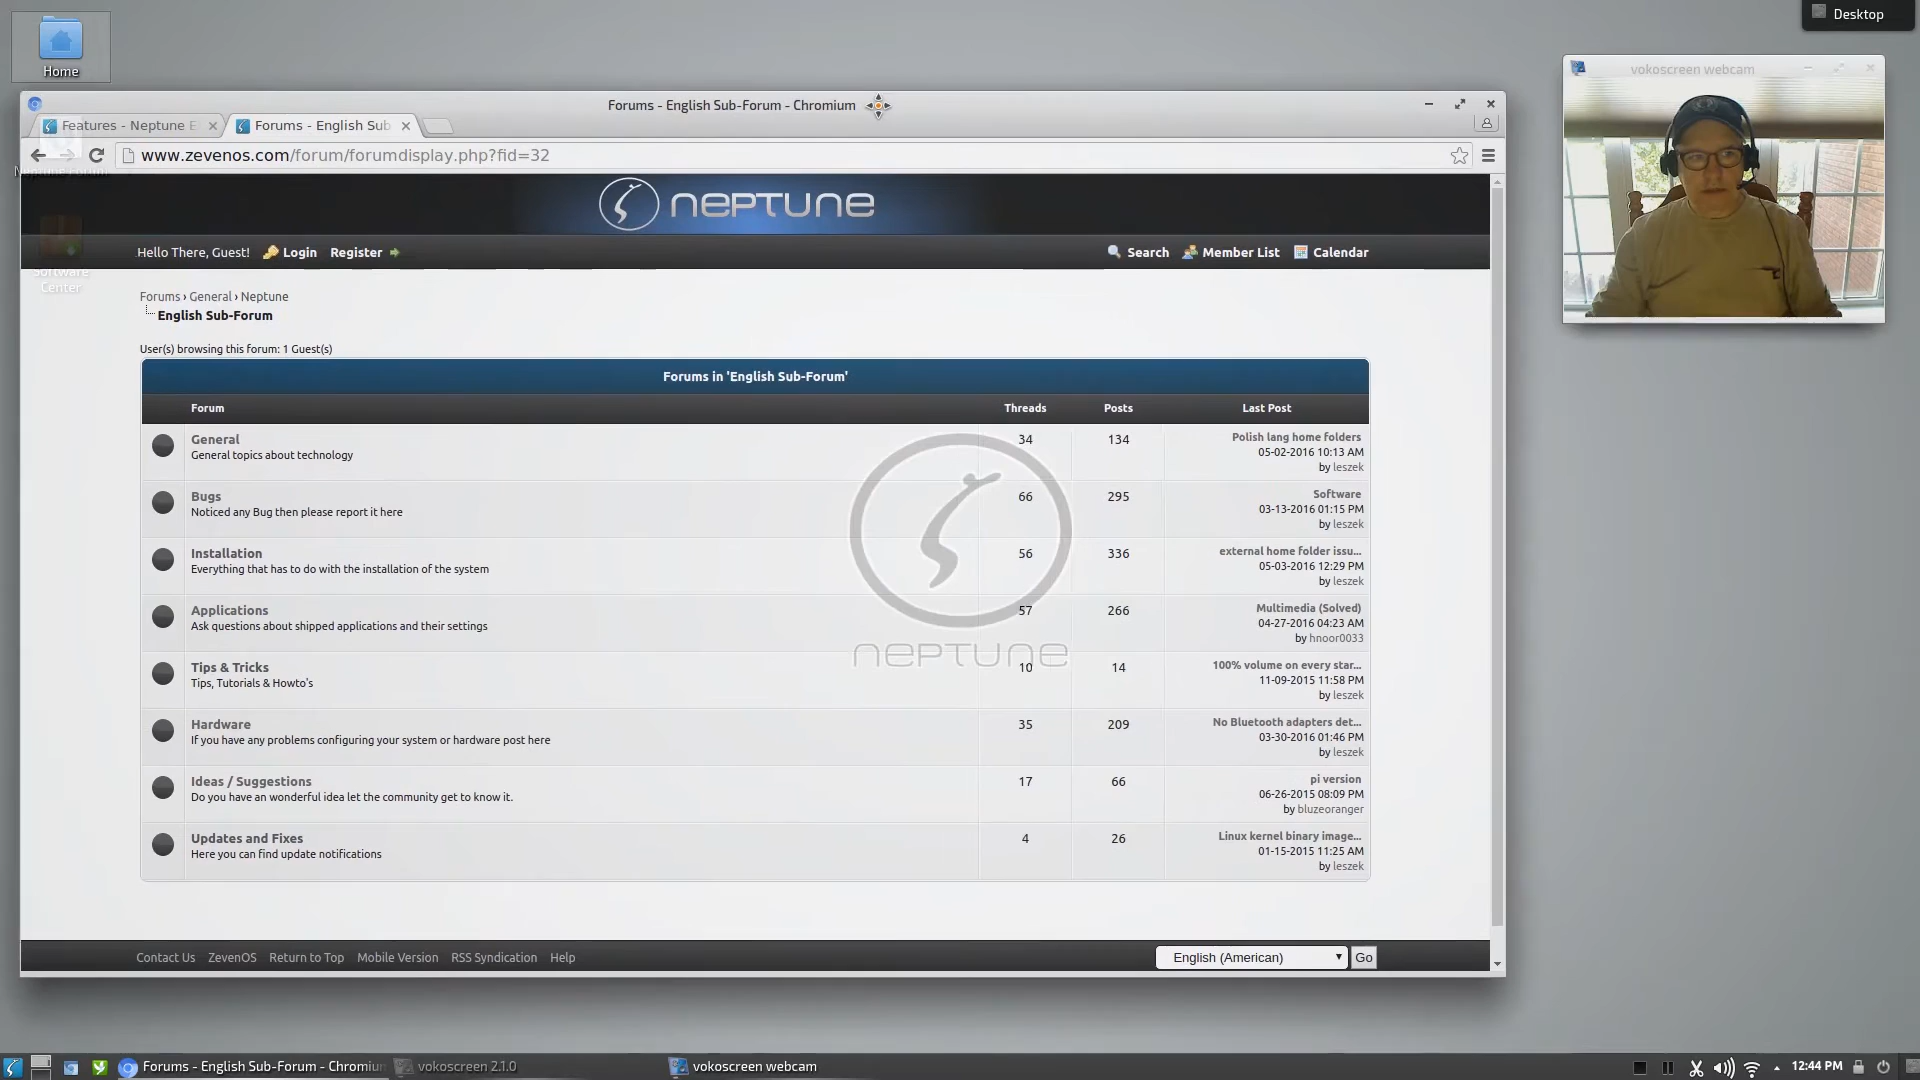 Desktop
Home
vokoscreen webcam
Forums - English Sub-Forum - Chromium
Features - Neptune E
Forums - English Sub
www.zevenos.com/forum/forumdisplay.php?fid=32
Neptune Forum
neptune
Hello There, Guest! Login Register
Search Member List Calendar
Software
Center
Forums › General › Neptune
English Sub-Forum
User(s) browsing this forum: 1 Guest(s)
Forums in 'English Sub-Forum'
Forum Threads Posts Last Post
General 34 134 Polish lang home folders
General topics about technology 05-02-2016 10:13 AM
by leszek
Bugs 66 295 Software
Noticed any Bug then please report it here 03-13-2016 01:15 PM
by leszek
Installation 56 336 external home folder issu...
Everything that has to do with the installation of the system 05-03-2016 12:29 PM
by leszek
Applications 57 266 Multimedia (Solved)
Ask questions about shipped applications and their settings 04-27-2016 04:23 AM
by hnoor0033
neptune
Tips & Tricks 10 14 100% volume on every star...
Tips, Tutorials & Howto's 11-09-2015 11:58 PM
by leszek
Hardware 35 209 No Bluetooth adapters det...
If you have any problems configuring your system or hardware post here 03-30-2016 01:46 PM
by leszek
Ideas / Suggestions 17 66 pi version
Do you have an wonderful idea let the community get to know it. 06-26-2015 08:09 PM
by bluzeoranger
Updates and Fixes 4 26 Linux kernel binary image...
Here you can find update notifications 01-15-2015 11:25 AM
by leszek
Contact Us ZevenOS Return to Top Mobile Version RSS Syndication Help
English (American) Go
Forums - English Sub-Forum - Chromiu
vokoscreen 2.1.0
vokoscreen webcam
12:44 PM